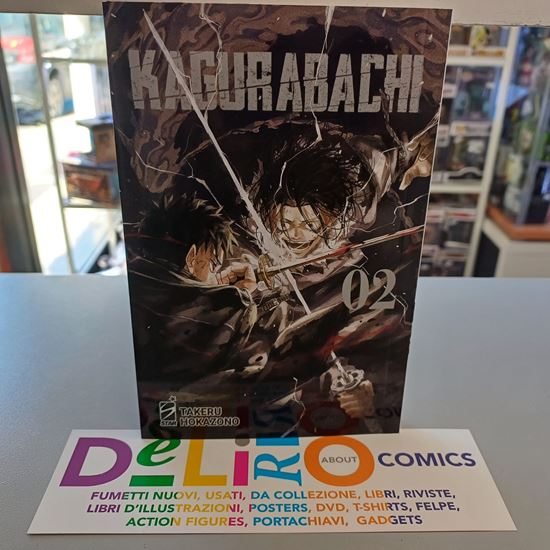 KAGURABACHI
02
STAR
TAKERU
HOKAZONO
DeLiRiO
ABOUT
COMICS
FUMETTI NUOVI, USATI, DA COLLEZIONE, LIBRI, RIVISTE,
LIBRI D'ILLUSTRAZIONI, POSTERS, DVD, T-SHIRTS, FELPE,
ACTION FIGURES, PORTACHIAVI, GADGETS